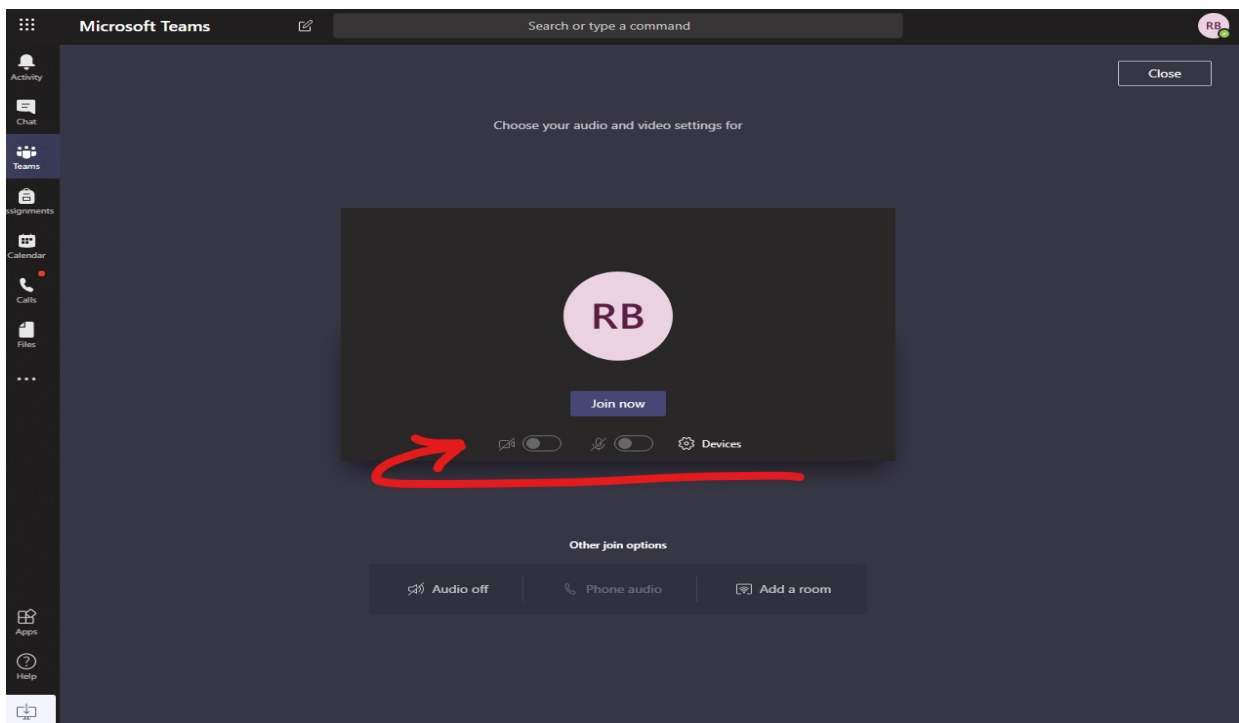 Microsoft Teams
Search or type a command
RB
Activity
Chat
Teams
ssignments
Calendar
Calls
Files
Apps
Help
Close
Choose your audio and video settings for
RB
Join now
Devices
Other join options
Audio off
Phone audio
Add a room